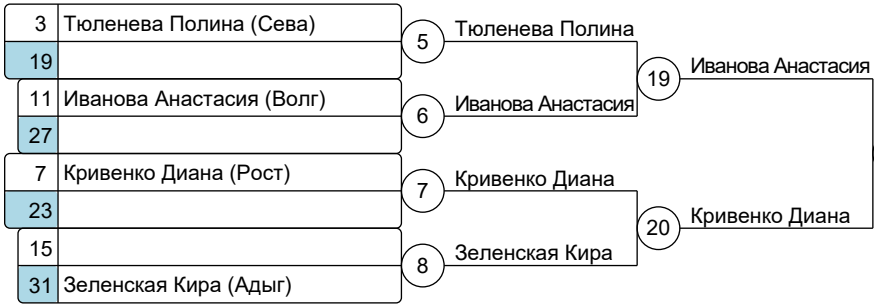 3 Тюленева Полина (Сева)
19
11 Иванова Анастасия (Волг)
27
7 Кривенко Диана (Рост)
23
15
31 Зеленская Кира (Адыг)
5 Тюленева Полина
6 Иванова Анастасия
7 Кривенко Диана
8 Зеленская Кира
19 Иванова Анастасия
20 Кривенко Диана